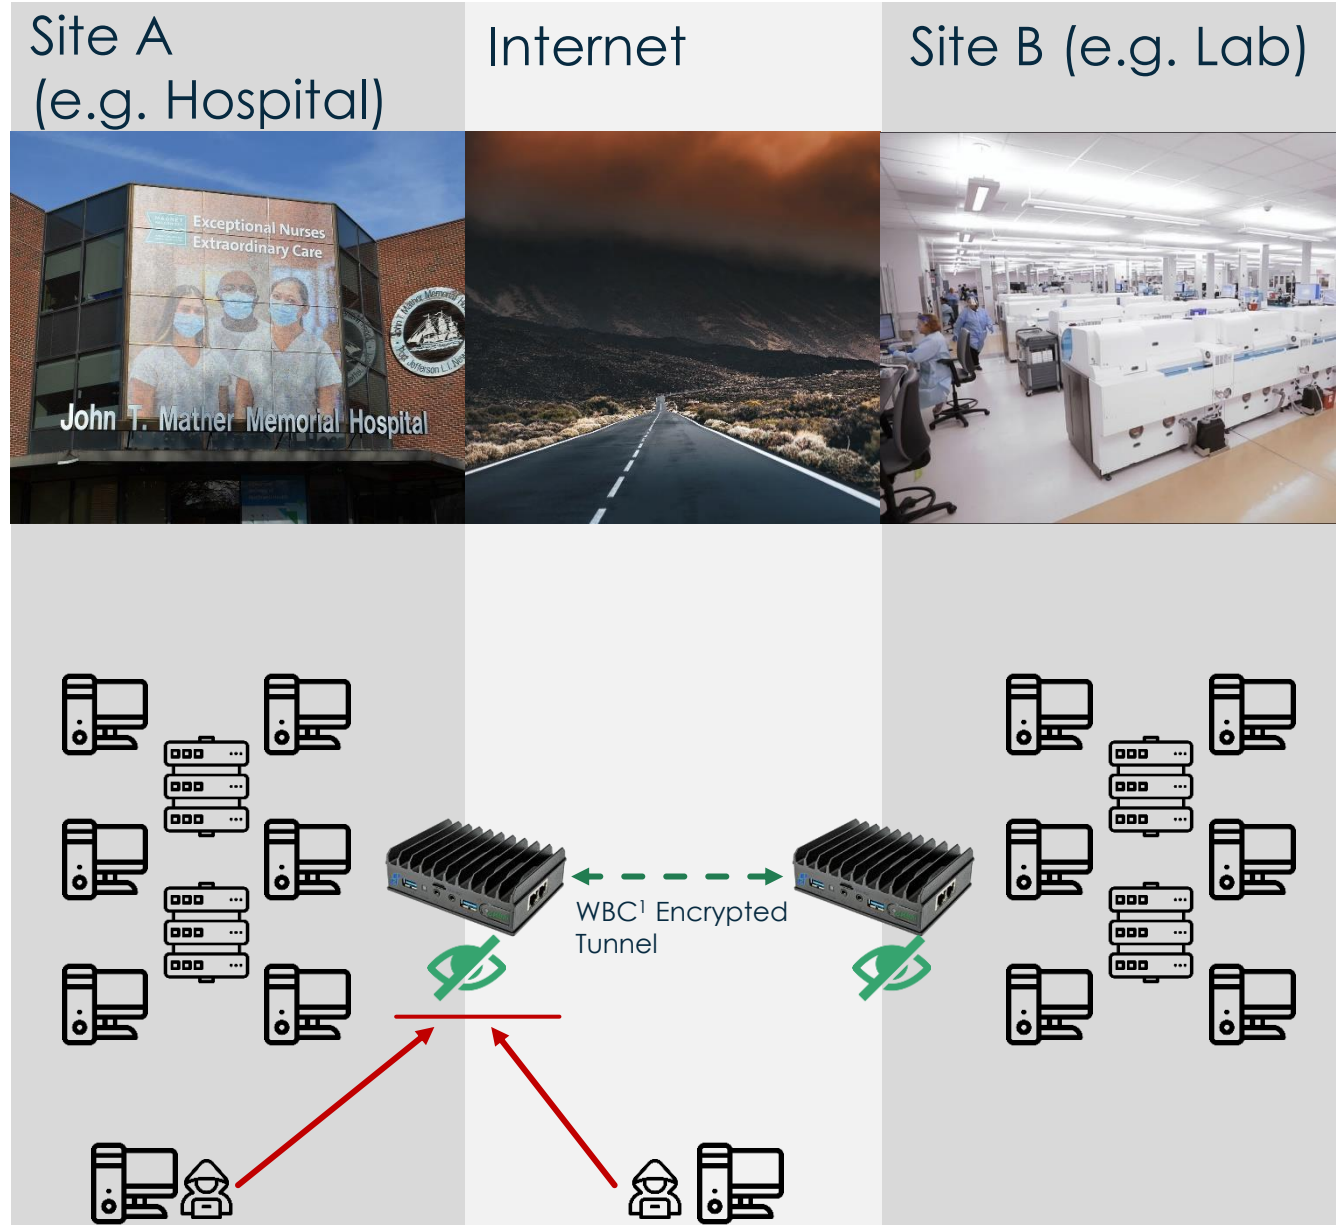 Site A
(e.g. Hospital)
Internet
Site B (e.g. Lab)
Exceptional Nurses
Extraordinary Care
John T. Mather Memorial Hospital
WBC¹ Encrypted
Tunnel